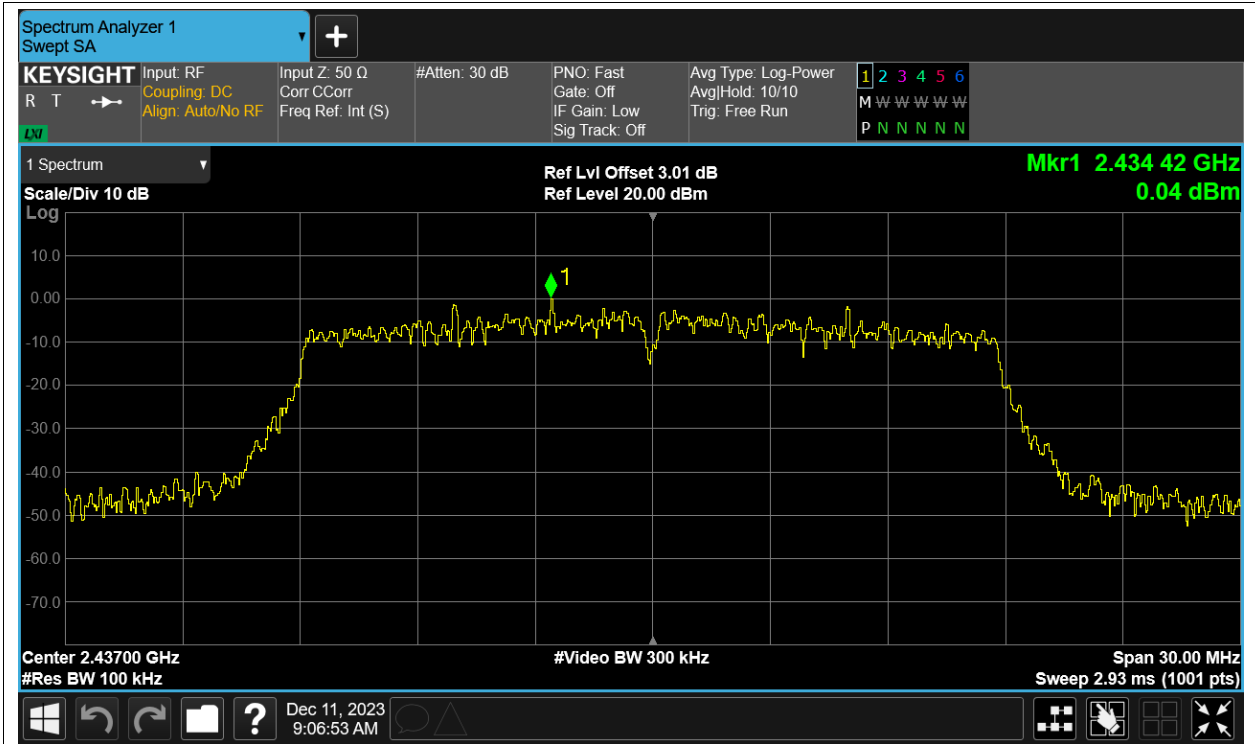 Spectrum Analyzer 1
Swept SA
+
KEYSIGHT
R T
LXI
Input: RF
Coupling: DC
Align: Auto/No RF
Input Z: 50 Ω
Corr CCorr
Freq Ref: Int (S)
#Atten: 30 dB
PNO: Fast
Gate: Off
IF Gain: Low
Sig Track: Off
Avg Type: Log-Power
Avg|Hold: 10/10
Trig: Free Run
1 2 3 4 5 6
M W W W W W
P N N N N N
1 Spectrum
Scale/Div 10 dB
Log
Ref Lvl Offset 3.01 dB
Ref Level 20.00 dBm
Mkr1 2.434 42 GHz
0.04 dBm
1
10.0
0.00
-10.0
-20.0
-30.0
-40.0
-50.0
-60.0
-70.0
Center 2.43700 GHz
#Res BW 100 kHz
#Video BW 300 kHz
Span 30.00 MHz
Sweep 2.93 ms (1001 pts)
?
Dec 11, 2023
9:06:53 AM